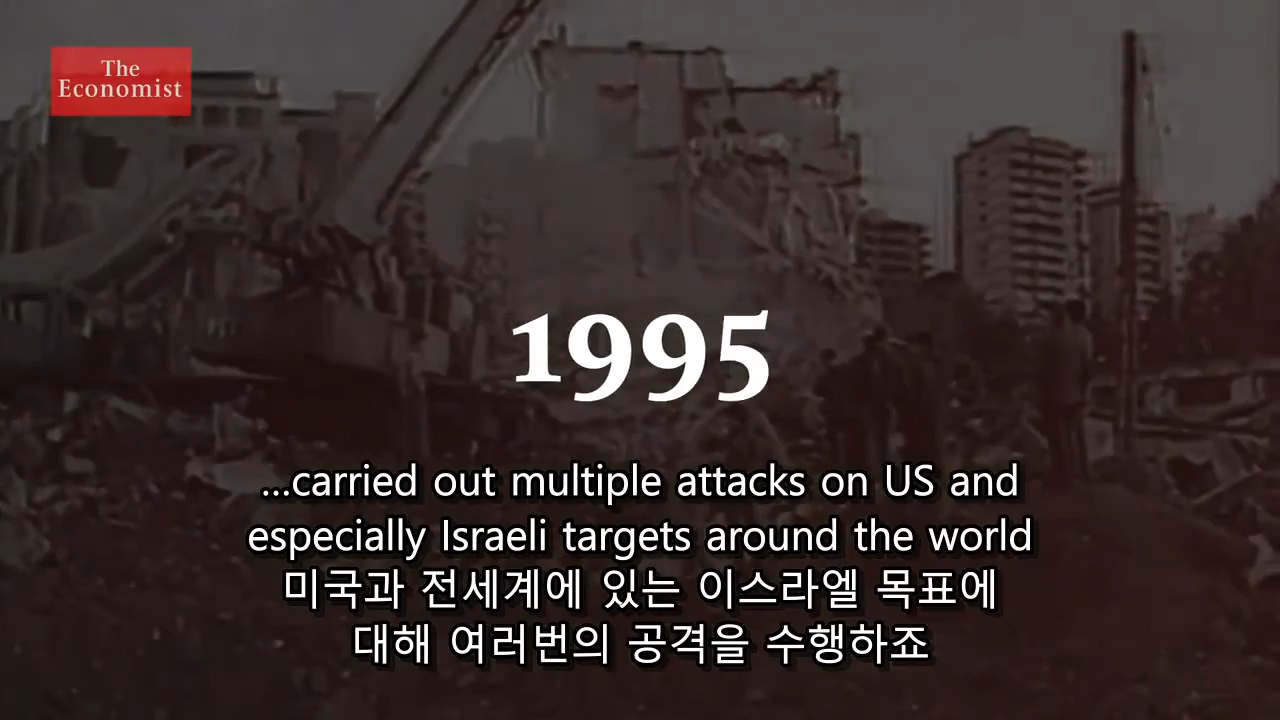 The
Economist
1995
...carried out multiple attacks on US and
especially Israeli targets around the world
미국과 전세계에 있는 이스라엘 목표에
대해 여러번의 공격을 수행하죠